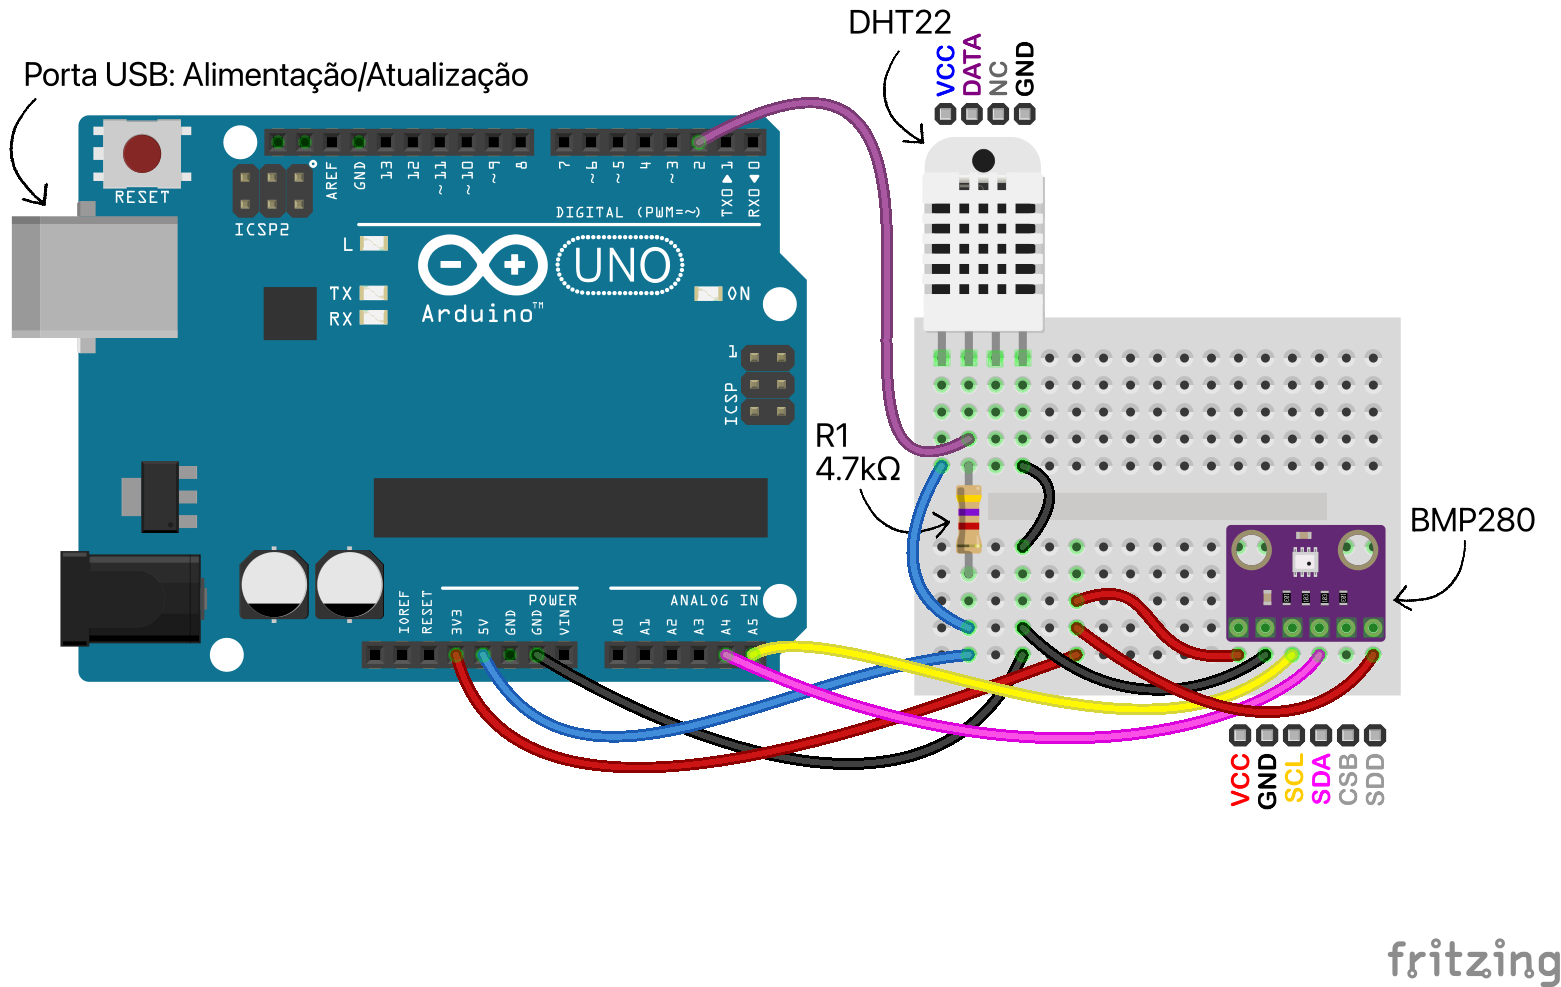 DHT22
VCC
DATA
NC
GND
Porta USB: Alimentação/Atualização
RESET
ICSP2
AREF
GND
13
12
~11
~10
~9
8
7
~6
~5
4
~3
2
TX0▶1
RX0◀0
DIGITAL (PWM=~)
L
TX
RX
UNO
Arduino™
ON
1
ICSP
R1
4.7kΩ
BMP280
POWER
ANALOG IN
IOREF
RESET
3V3
5V
GND
GND
VIN
A0
A1
A2
A3
A4
A5
VCC
GND
SCL
SDA
CSB
SDD
fritzing